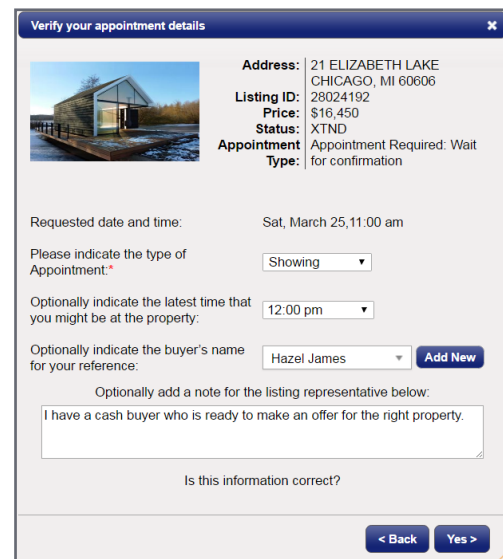 Verify your appointment details ×
Address: 21 ELIZABETH LAKE
CHICAGO, MI 60606
Listing ID: 28024192
Price: $16,450
Status: XTND
Appointment Appointment Required: Wait
Type: for confirmation
Requested date and time: Sat, March 25,11:00 am
Please indicate the type of
Appointment:* Showing
Optionally indicate the latest time that
you might be at the property: 12:00 pm
Optionally indicate the buyer's name
for your reference: Hazel James Add New
Optionally add a note for the listing representative below:
I have a cash buyer who is ready to make an offer for the right property.
Is this information correct?
< Back Yes >